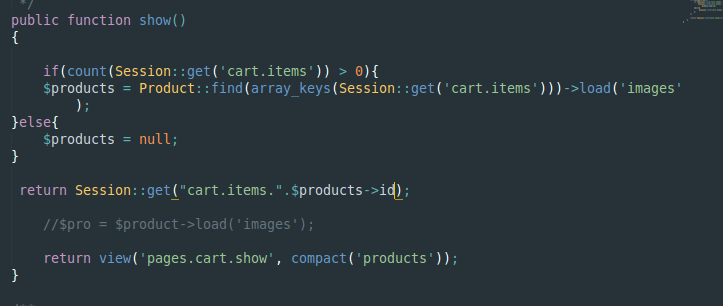 */
public function show()
{
if(count(Session::get('cart.items')) > 0){
$products = Product::find(array_keys(Session::get('cart.items')))->load('images'
);
}else{
$products = null;
}
return Session::get("cart.items.".$products->id);
//$pro = $product->load('images');
return view('pages.cart.show', compact('products'));
}